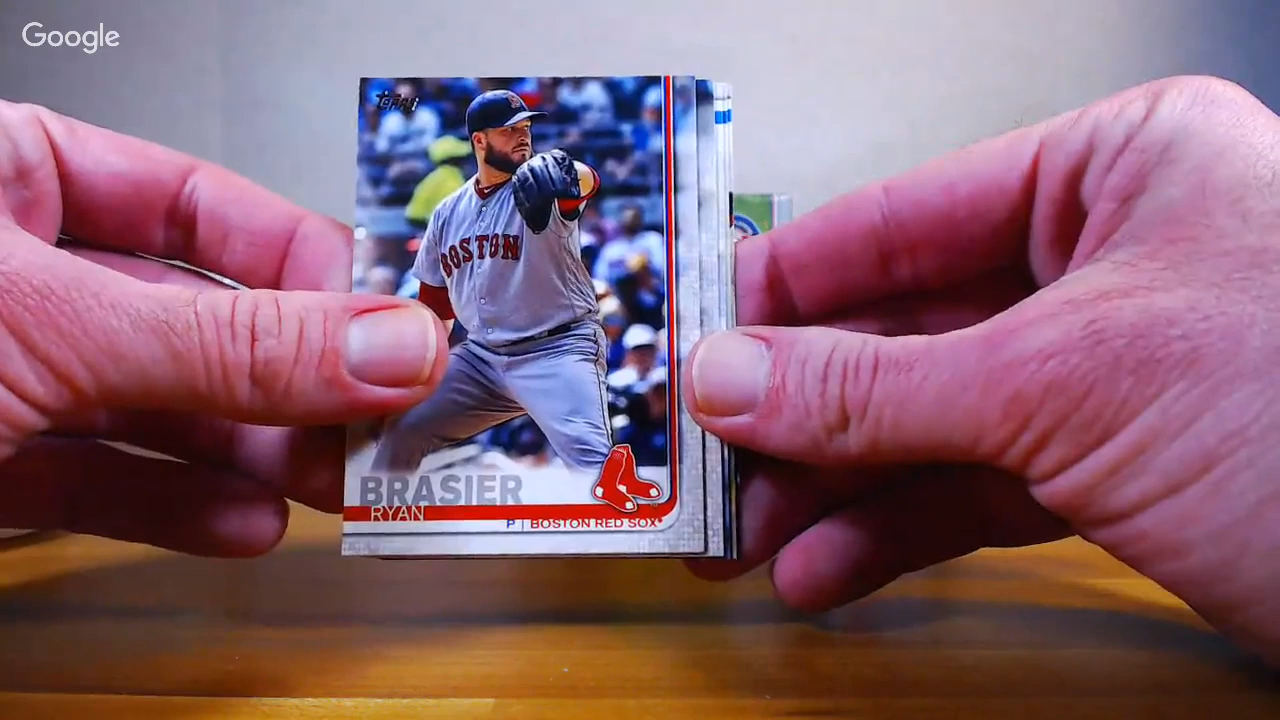 Google
Topps
BOSTON
BRASIER
RYAN
P | BOSTON RED SOX